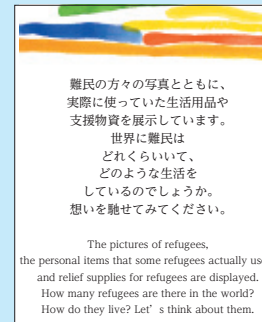 難民の方々の写真とともに、
実際に使っていた生活用品や
支援物資を展示しています。
世界に難民は
どれくらいいて、
どのような生活を
しているのでしょうか。
想いを馳せてみてください。
The pictures of refugees,
the personal items that some refugees actually use
and relief supplies for refugees are displayed.
How many refugees are there in the world?
How do they live? Let’s think about them.